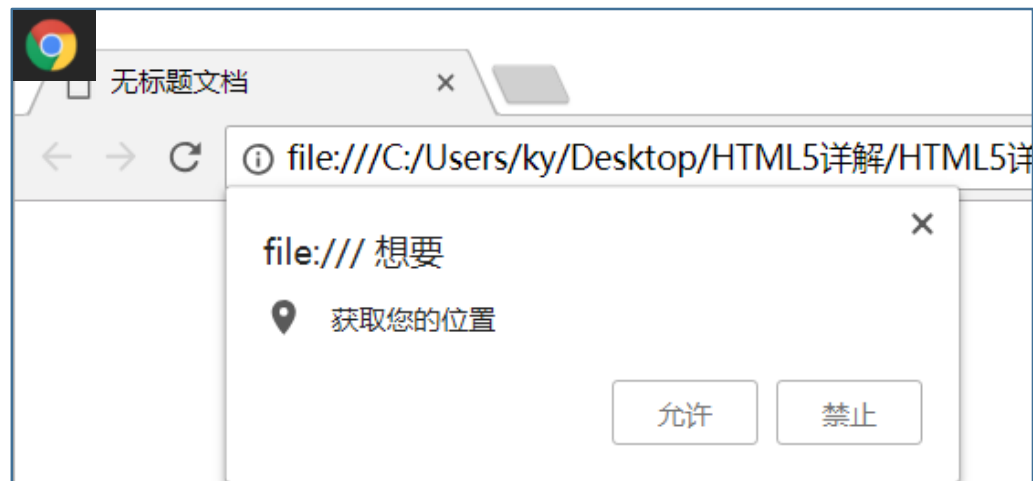 无标题文档
file:///C:/Users/ky/Desktop/HTML5详解/HTML5详
file:/// 想要
获取您的位置
允许 禁止